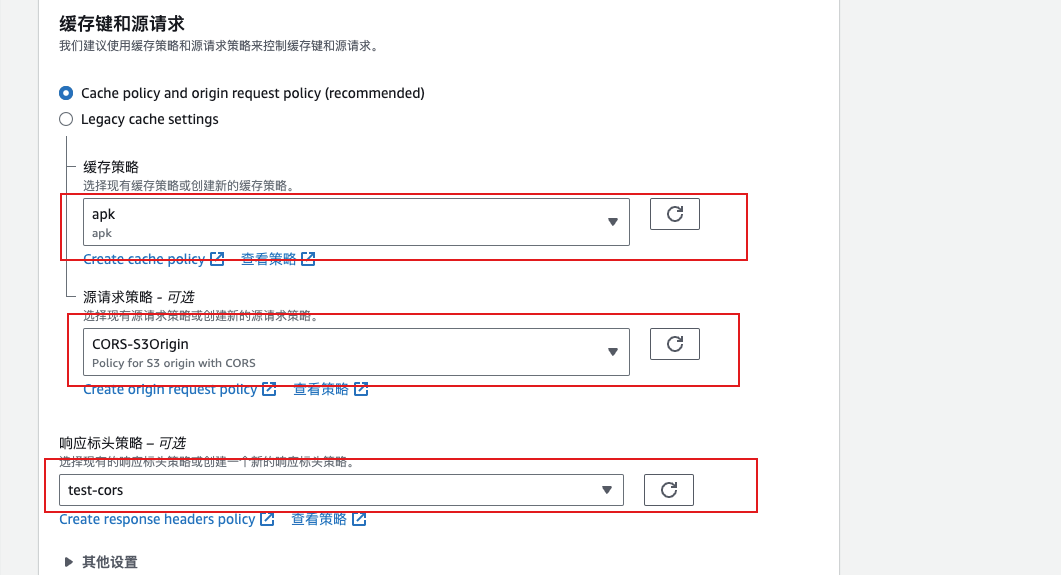 缓存键和源请求
我们建议使用缓存策略和源请求策略来控制缓存键和源请求。
Cache policy and origin request policy (recommended)
Legacy cache settings
缓存策略
选择现有缓存策略或创建新的缓存策略。
apk
apk
Create cache policy 查看策略
源请求策略 - 可选
选择现有源请求策略或创建新的源请求策略。
CORS-S3Origin
Policy for S3 origin with CORS
Create origin request policy 查看策略
响应标头策略 – 可选
选择现有的响应标头策略或创建一个新的响应标头策略。
test-cors
Create response headers policy 查看策略
其他设置